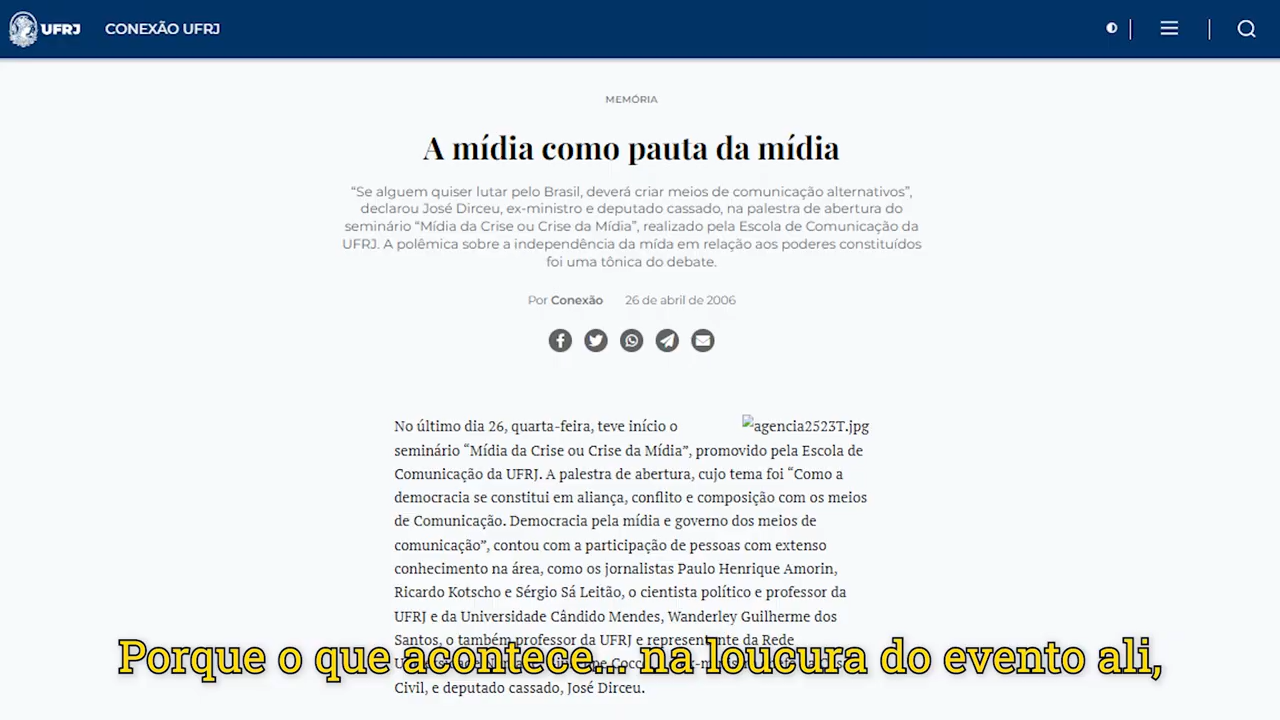 UFRJ CONEXÃO UFRJ
MEMÓRIA
A mídia como pauta da mídia
“Se alguem quiser lutar pelo Brasil, deverá criar meios de comunicação alternativos”,
declarou José Dirceu, ex-ministro e deputado cassado, na palestra de abertura do
seminário “Mídia da Crise ou Crise da Mídia”, realizado pela Escola de Comunicação da
UFRJ. A polêmica sobre a independência da mída em relação aos poderes constituídos
foi uma tônica do debate.
Por Conexão 26 de abril de 2006
No último dia 26, quarta-feira, teve início o
agencia2523T.jpg
seminário “Mídia da Crise ou Crise da Mídia”, promovido pela Escola de
Comunicação da UFRJ. A palestra de abertura, cujo tema foi “Como a
democracia se constitui em aliança, conflito e composição com os meios
de Comunicação. Democracia pela mídia e governo dos meios de
comunicação”, contou com a participação de pessoas com extenso
conhecimento na área, como os jornalistas Paulo Henrique Amorin,
Ricardo Kotscho e Sérgio Sá Leitão, o cientista político e professor da
UFRJ e da Universidade Cândido Mendes, Wanderley Guilherme dos
Santos, o também professor da UFRJ e representante da Rede
Civil, e deputado cassado, José Dirceu.
Porque o que acontece... na loucura do evento ali,